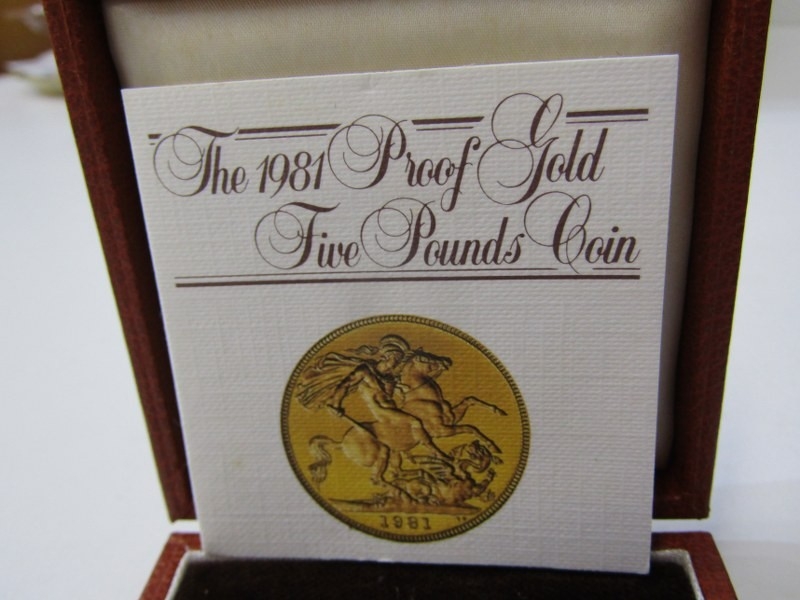 The 1981 Proof Gold
Five Pounds Coin
1981